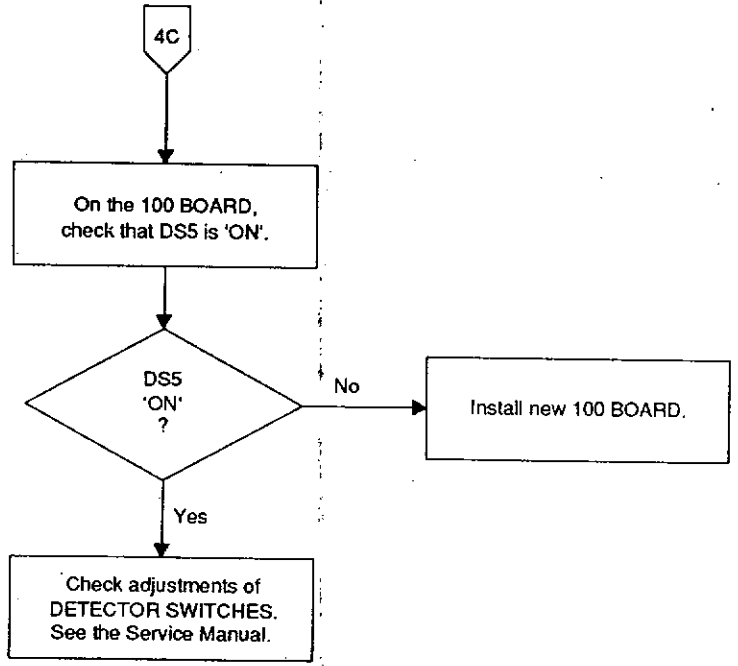 4C
On the 100 BOARD,
check that DS5 is 'ON'.
DS5
'ON'
?
No
Install new 100 BOARD.
Yes
Check adjustments of
DETECTOR SWITCHES.
See the Service Manual.